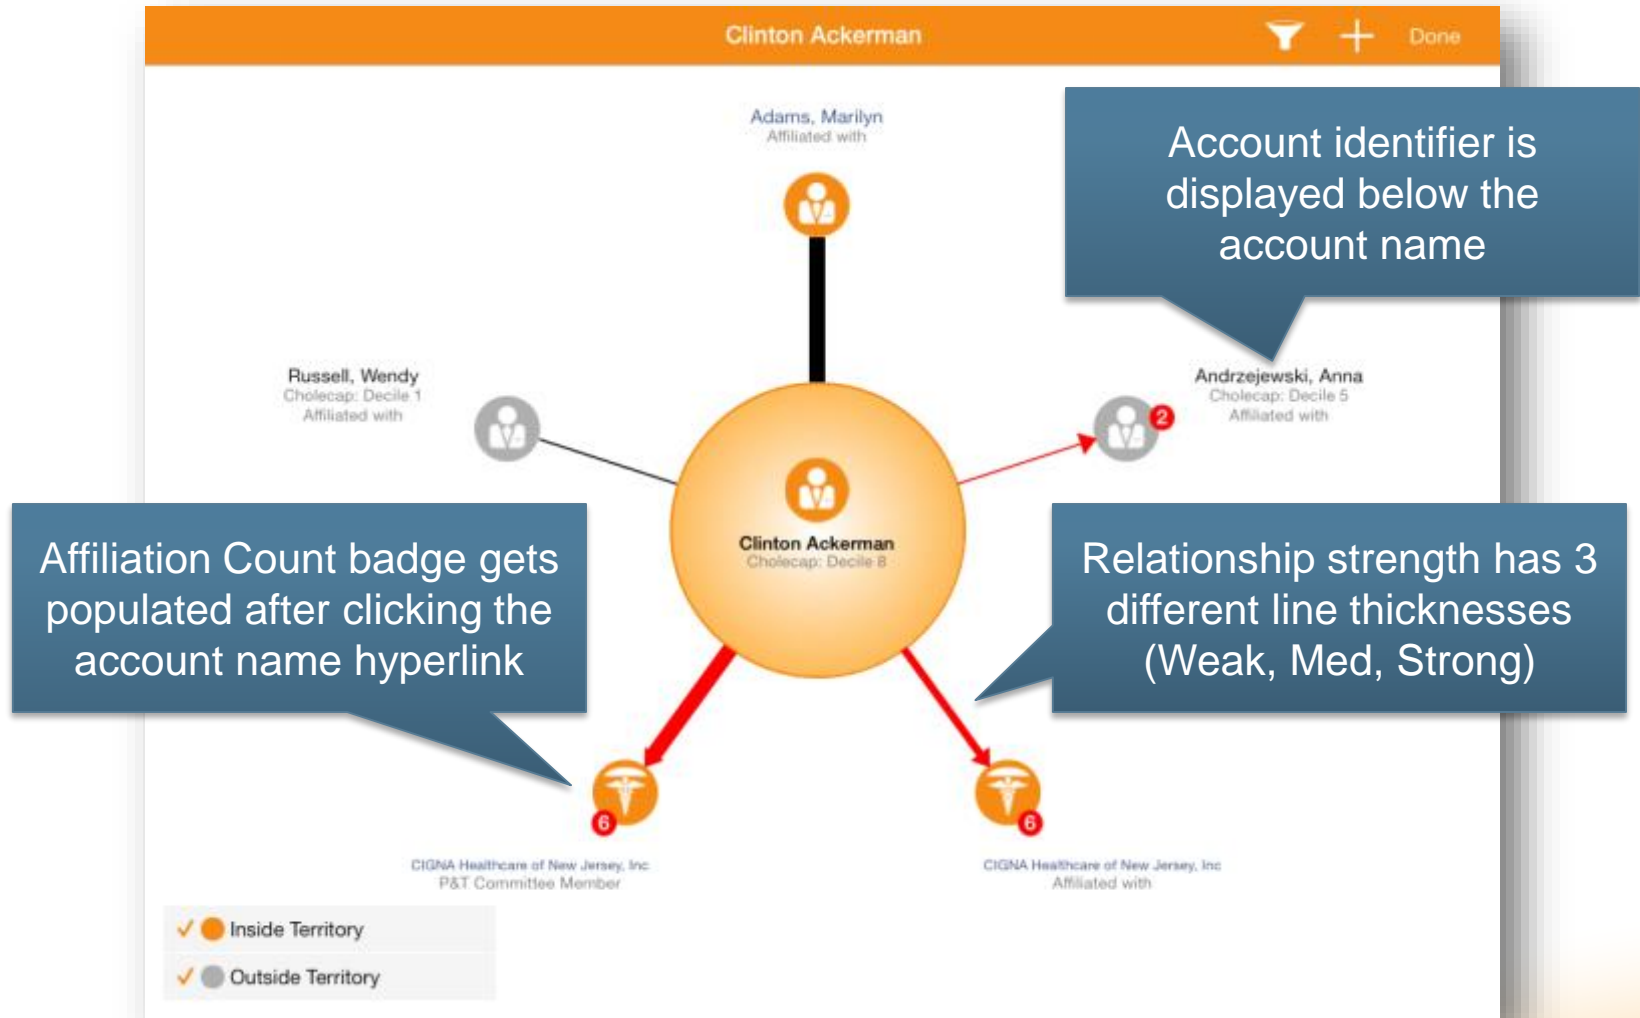 Clinton Ackerman
Done
Adams, Marilyn
Affiliated with
Account identifier is
displayed below the
account name
Russell, Wendy
Cholecap: Decile 1
Affiliated with
Andrzejewski, Anna
Cholecap: Decile 5
Affiliated with
2
Clinton Ackerman
Cholecap: Decile 8
Affiliation Count badge gets
populated after clicking the
account name hyperlink
Relationship strength has 3
different line thicknesses
(Weak, Med, Strong)
6
6
CIGNA Healthcare of New Jersey, Inc
P&T Committee Member
CIGNA Healthcare of New Jersey, Inc
Affiliated with
Inside Territory
Outside Territory